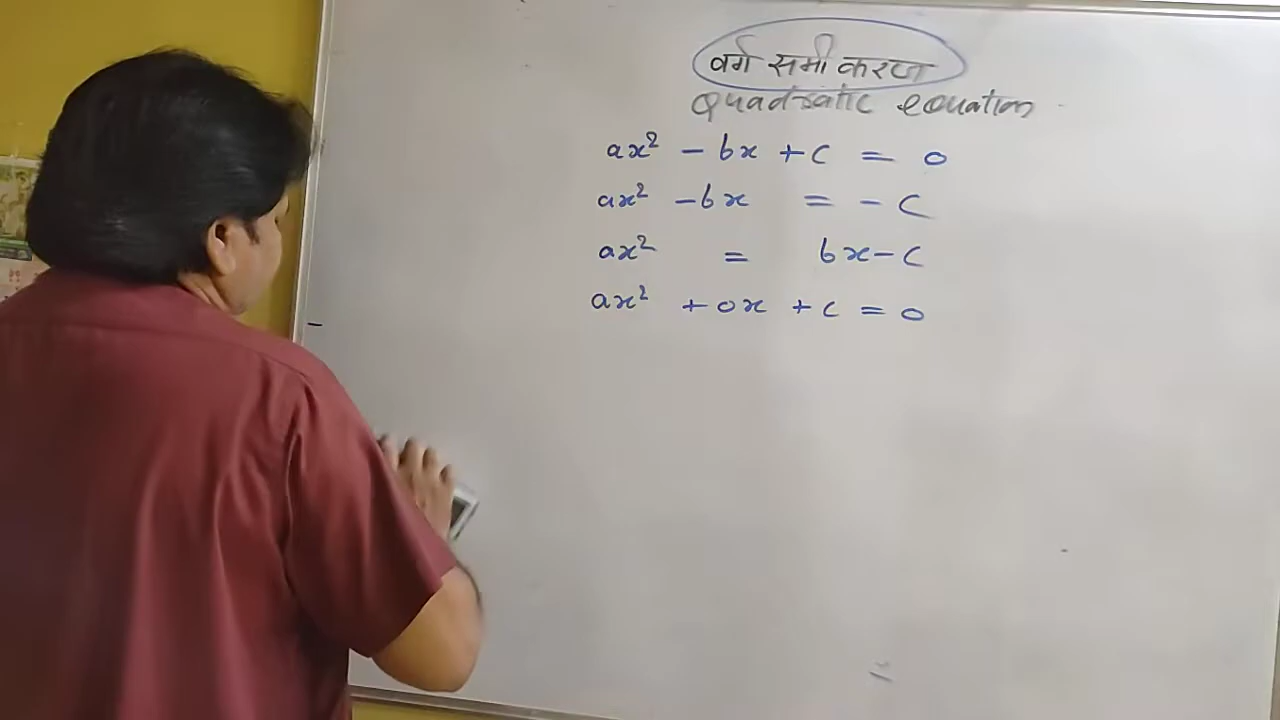 वर्ग समीकरण
Quadratic equation
ax² - bx + c = 0
ax² - bx = - c
ax² = bx - c
ax² + 0x + c = 0